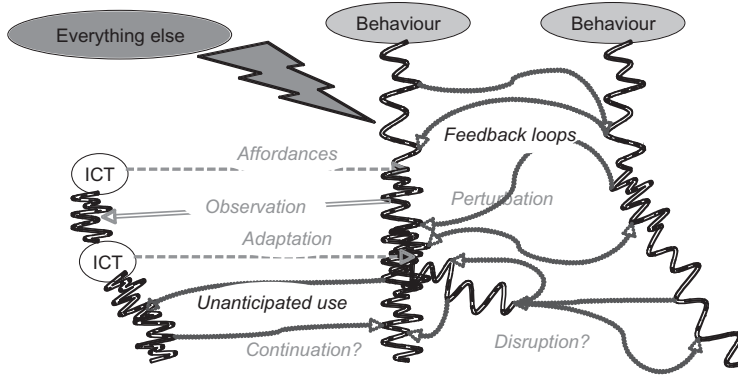 Behaviour
Behaviour
Everything else
Feedback loops
Affordances
ICT
Perturbation
Observation
Adaptation
ICT
Unanticipated use
Continuation?
Disruption?